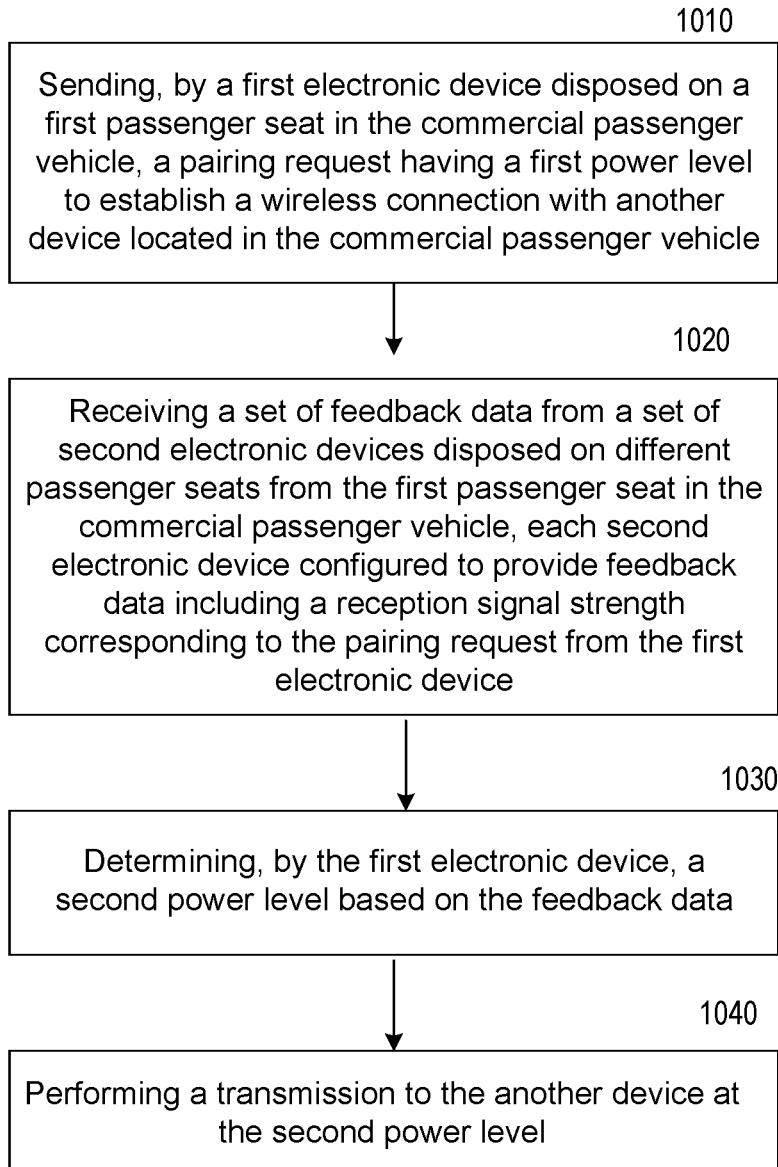 1010
Sending, by a first electronic device disposed on a
first passenger seat in the commercial passenger
vehicle, a pairing request having a first power level
to establish a wireless connection with another
device located in the commercial passenger vehicle
1020
Receiving a set of feedback data from a set of
second electronic devices disposed on different
passenger seats from the first passenger seat in the
commercial passenger vehicle, each second
electronic device configured to provide feedback
data including a reception signal strength
corresponding to the pairing request from the first
electronic device
1030
Determining, by the first electronic device, a
second power level based on the feedback data
1040
Performing a transmission to the another device at
the second power level